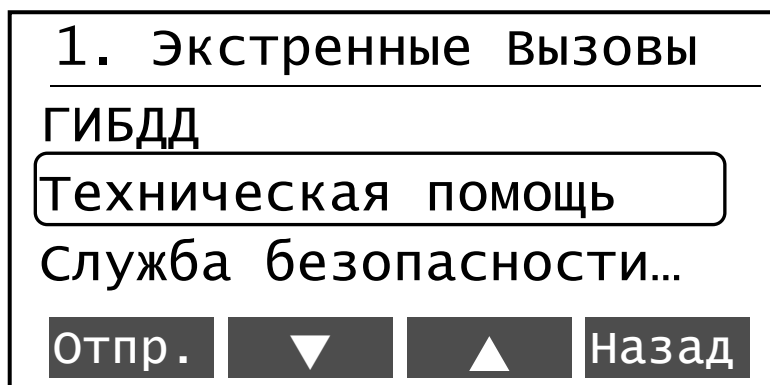 1. Экстренные Вызовы
ГИБДД
Техническая помощь
Служба безопасности…
Отпр. ▼ ▲ Назад